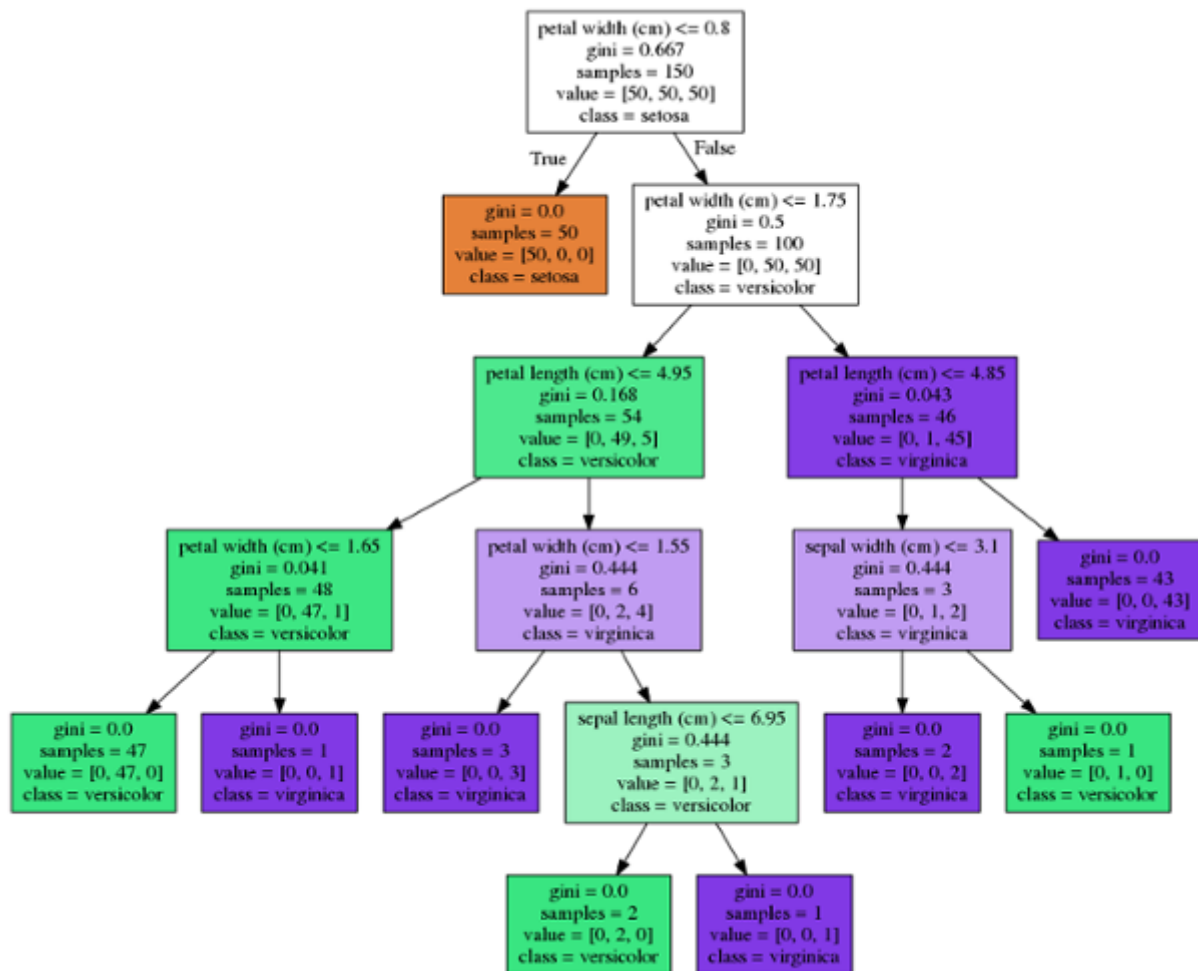 petal width (cm) <= 0.8
gini = 0.667
samples = 150
value = [50, 50, 50]
class = setosa
True
False
gini = 0.0
samples = 50
value = [50, 0, 0]
class = setosa
petal width (cm) <= 1.75
gini = 0.5
samples = 100
value = [0, 50, 50]
class = versicolor
petal length (cm) <= 4.95
gini = 0.168
samples = 54
value = [0, 49, 5]
class = versicolor
petal length (cm) <= 4.85
gini = 0.043
samples = 46
value = [0, 1, 45]
class = virginica
petal width (cm) <= 1.65
gini = 0.041
samples = 48
value = [0, 47, 1]
class = versicolor
petal width (cm) <= 1.55
gini = 0.444
samples = 6
value = [0, 2, 4]
class = virginica
sepal width (cm) <= 3.1
gini = 0.444
samples = 3
value = [0, 1, 2]
class = virginica
gini = 0.0
samples = 43
value = [0, 0, 43]
class = virginica
gini = 0.0
samples = 47
value = [0, 47, 0]
class = versicolor
gini = 0.0
samples = 1
value = [0, 0, 1]
class = virginica
gini = 0.0
samples = 3
value = [0, 0, 3]
class = virginica
sepal length (cm) <= 6.95
gini = 0.444
samples = 3
value = [0, 2, 1]
class = versicolor
gini = 0.0
samples = 2
value = [0, 0, 2]
class = virginica
gini = 0.0
samples = 1
value = [0, 1, 0]
class = versicolor
gini = 0.0
samples = 2
value = [0, 2, 0]
class = versicolor
gini = 0.0
samples = 1
value = [0, 0, 1]
class = virginica